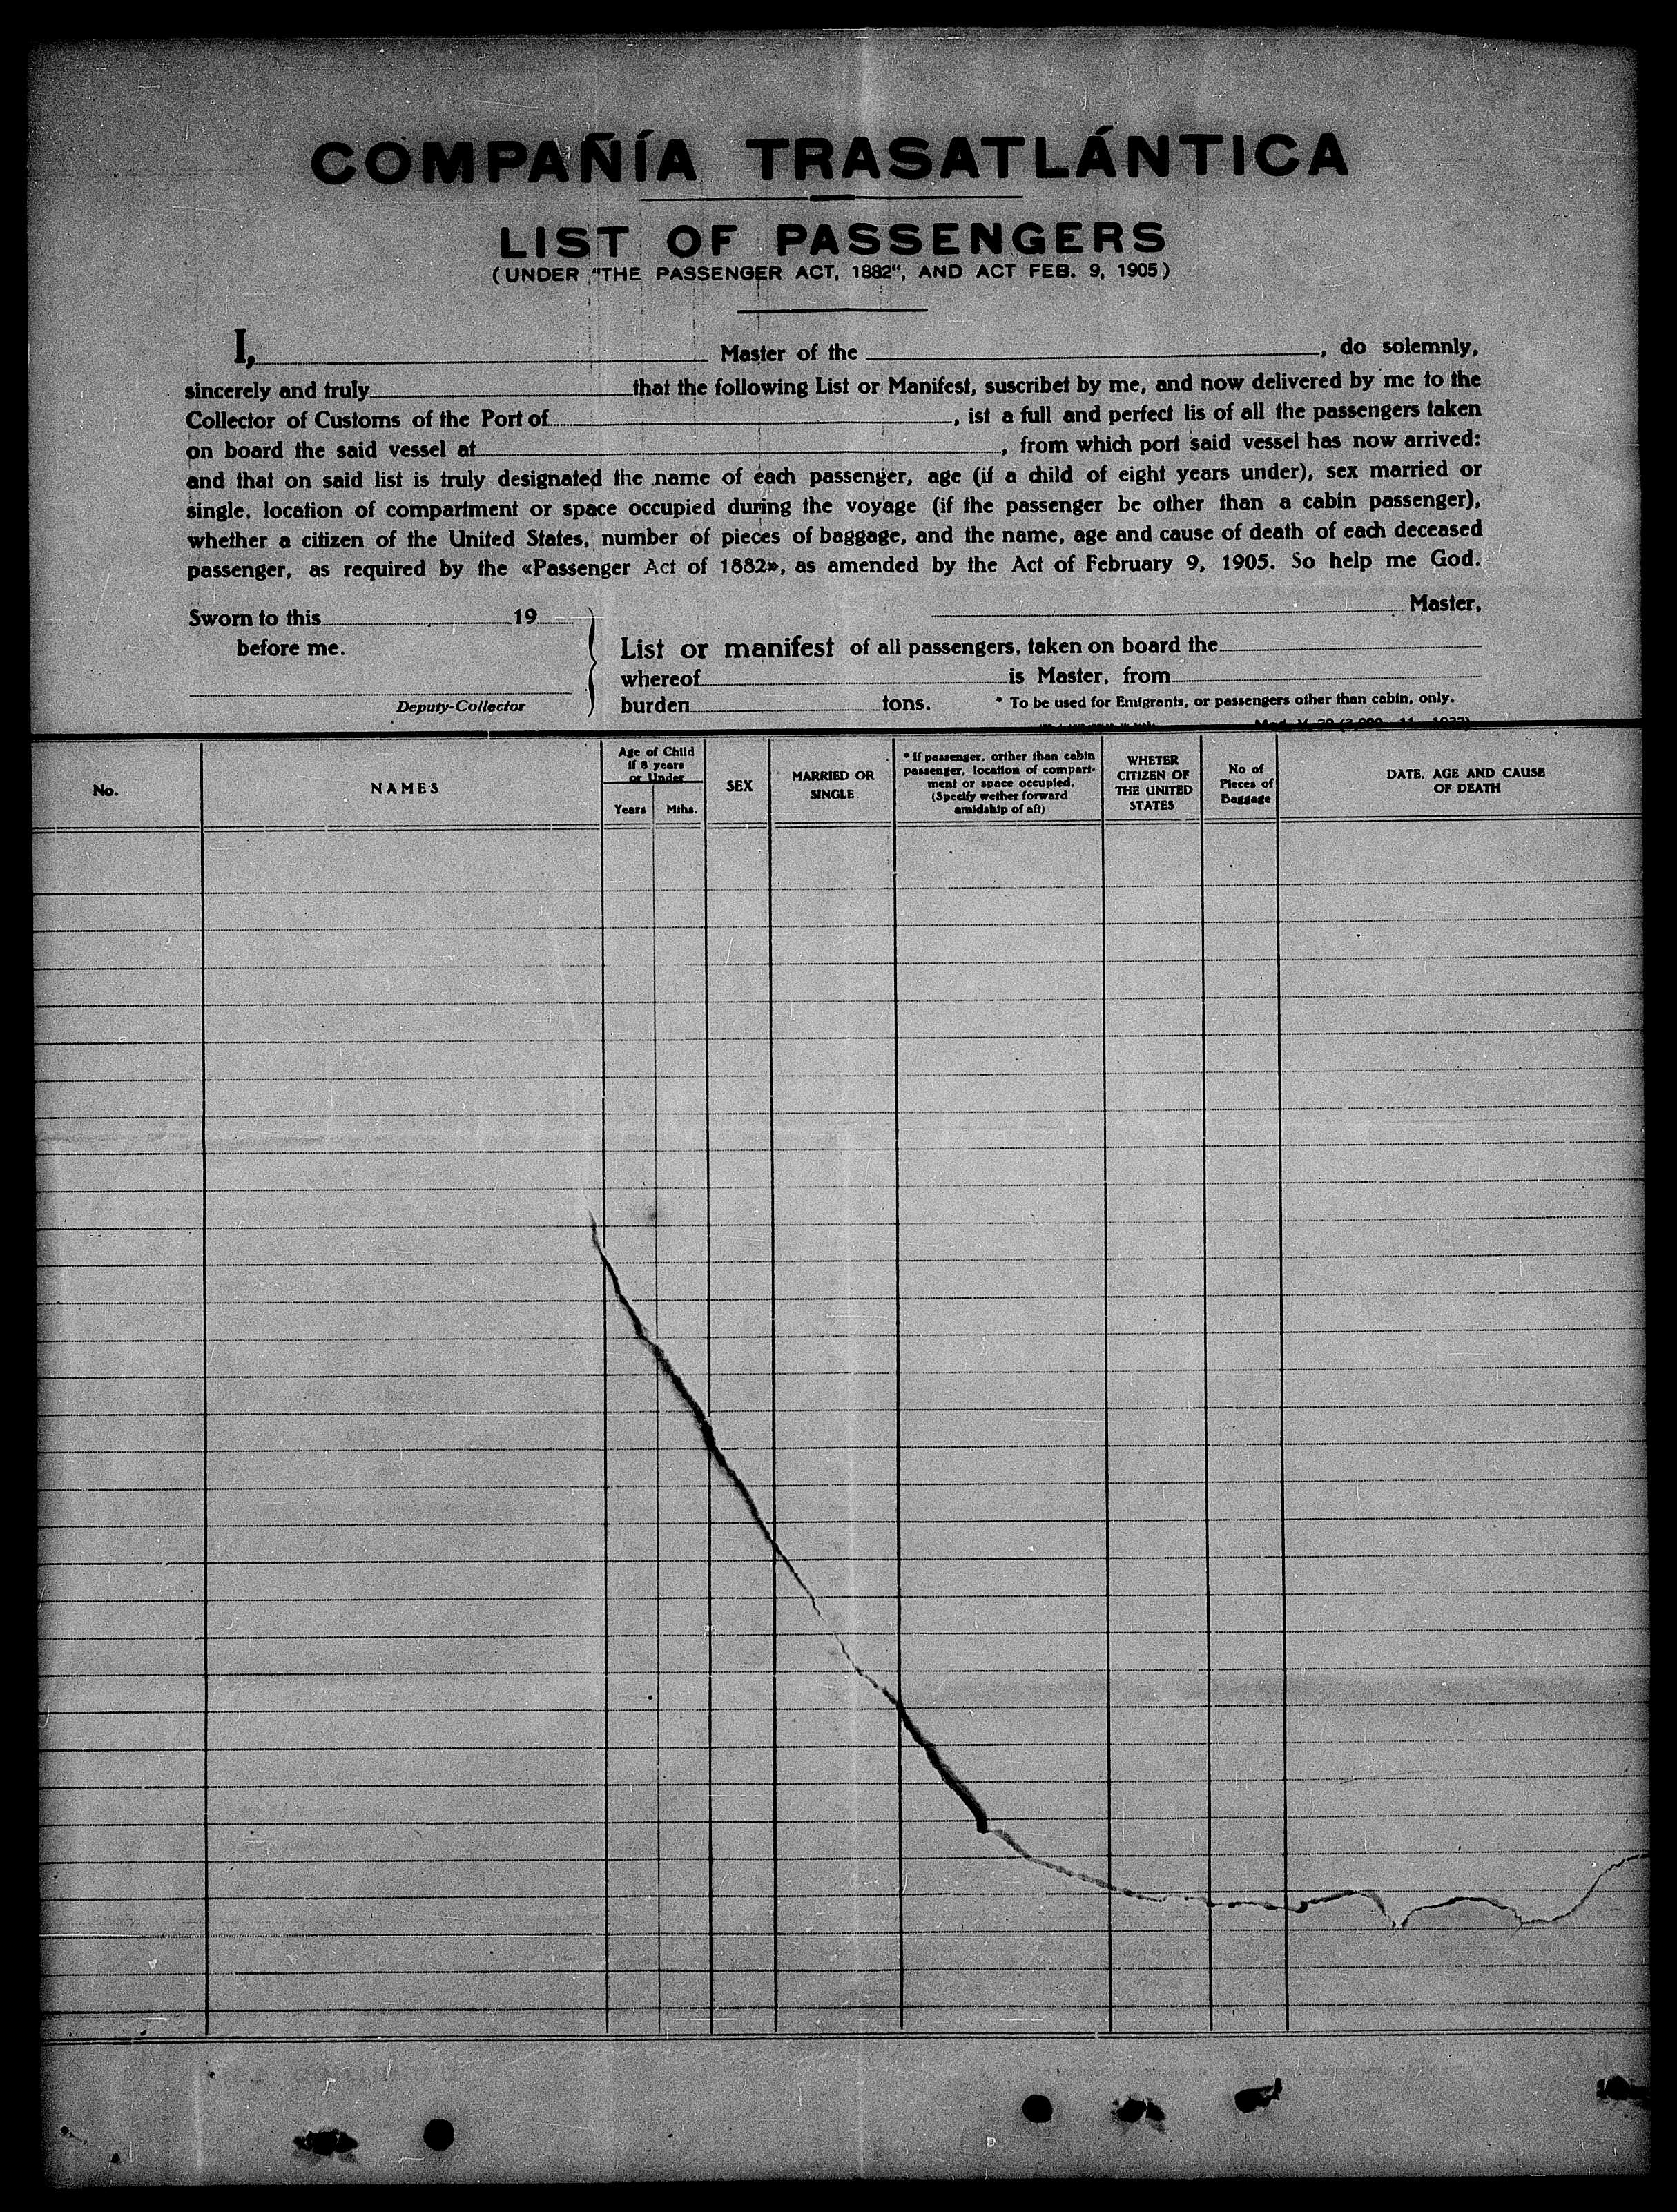 COMPAÑÍA TRASATLÁNTICA
LIST OF PASSENGERS
(UNDER "THE PASSENGER ACT, 1882", AND ACT FEB. 9, 1905)
I, Master of the , do solemnly,
sincerely and truly that the following List or Manifest, suscribet by me, and now delivered by me to the
Collector of Customs of the Port of , ist a full and perfect lis of all the passengers taken
on board the said vessel at , from which port said vessel has now arrived:
and that on said list is truly designated the name of each passenger, age (if a child of eight years under), sex married or
single, location of compartment or space occupied during the voyage (if the passenger be other than a cabin passenger),
whether a citizen of the United States, number of pieces of baggage, and the name, age and cause of death of each deceased
passenger, as required by the «Passenger Act of 1882», as amended by the Act of February 9, 1905. So help me God.
Sworn to this 19
before me.
Deputy-Collector
Master,
List or manifest of all passengers, taken on board the
whereof is Master, from
burden tons. * To be used for Emigrants, or passengers other than cabin, only.
No.
NAMES
Age of Child
if 8 years
or Under
Years Mths.
SEX
MARRIED OR
SINGLE
* If passenger, orther than cabin
passenger, location of compart-
ment or space occupied.
(Specify wether forward
amidship of aft)
WHETER
CITIZEN OF
THE UNITED
STATES
No of
Pieces of
Baggage
DATE, AGE AND CAUSE
OF DEATH